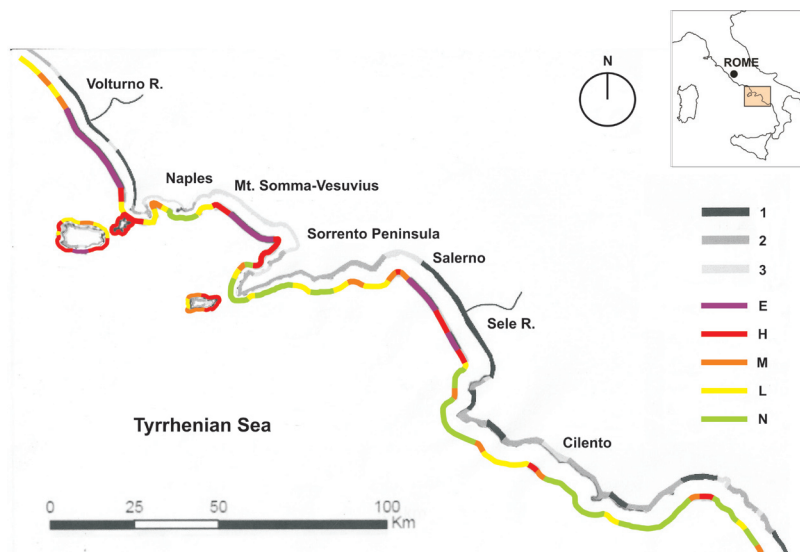 ROME
N
Volturno R.
Naples
Mt. Somma-Vesuvius
Sorrento Peninsula
Salerno
Sele R.
Cilento
Tyrrhenian Sea
1
2
3
E
H
M
L
N
0 25 50 100
Km